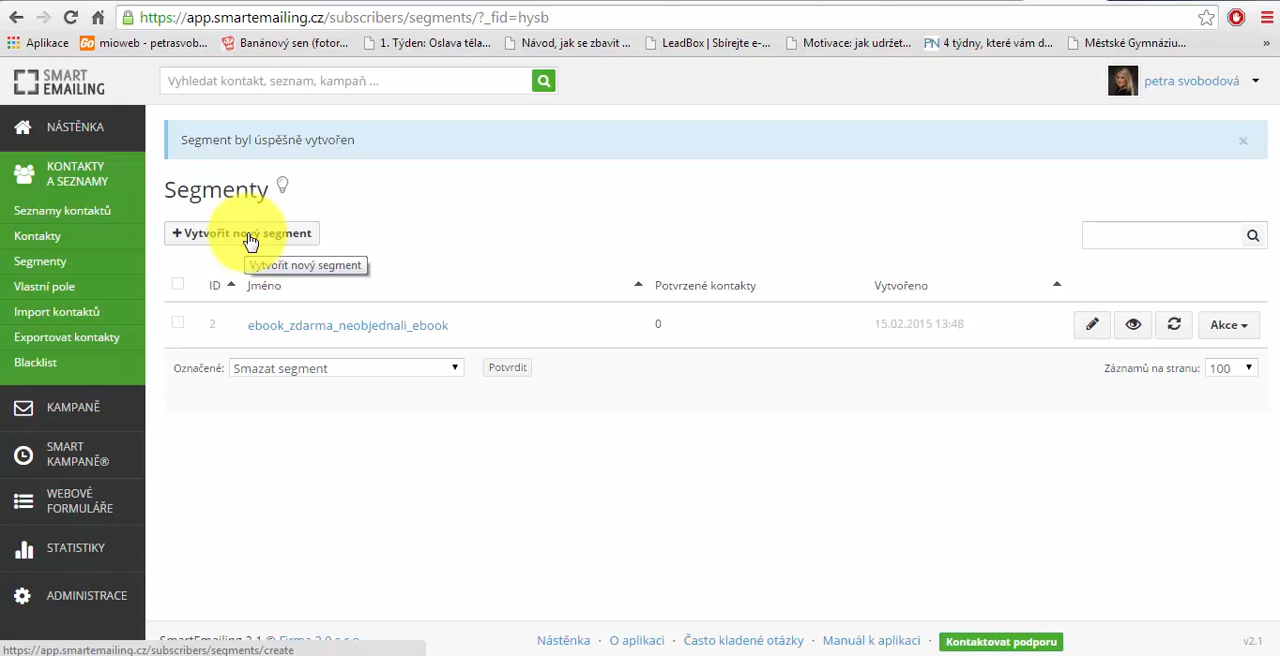 https://app.smartemailing.cz/subscribers/segments/?_fid=hysb
Aplikace
mioweb - petrasvob...
Banánový sen (fotor...
1. Týden: Oslava těla...
Návod, jak se zbavit ...
LeadBox | Sbírejte e-...
Motivace: jak udržet...
PN 4 týdny, které vám d...
Městské Gymnáziu...
»
SMART
EMAILING
Vyhledat kontakt, seznam, kampaň ...
petra svobodová
NÁSTĚNKA
KONTAKTY
A SEZNAMY
Seznamy kontaktů
Kontakty
Segmenty
Vlastní pole
Import kontaktů
Exportovat kontakty
Blacklist
KAMPANĚ
SMART
KAMPANĚ®
WEBOVÉ
FORMULÁŘE
STATISTIKY
ADMINISTRACE
Segment byl úspěšně vytvořen
×
Segmenty
+ Vytvořit nový segment
Vytvořit nový segment
ID Jméno Potvrzené kontakty Vytvořeno
2 ebook_zdarma_neobjednali_ebook 0 15.02.2015 13:48 Akce
Označené: Smazat segment Potvrdit Záznamů na stranu: 100
SmartEmailing 2.1 © Firma 2.0 s.r.o.
Nástěnka · O aplikaci · Často kladené otázky · Manuál k aplikaci · Kontaktovat podporu v2.1
https://app.smartemailing.cz/subscribers/segments/create